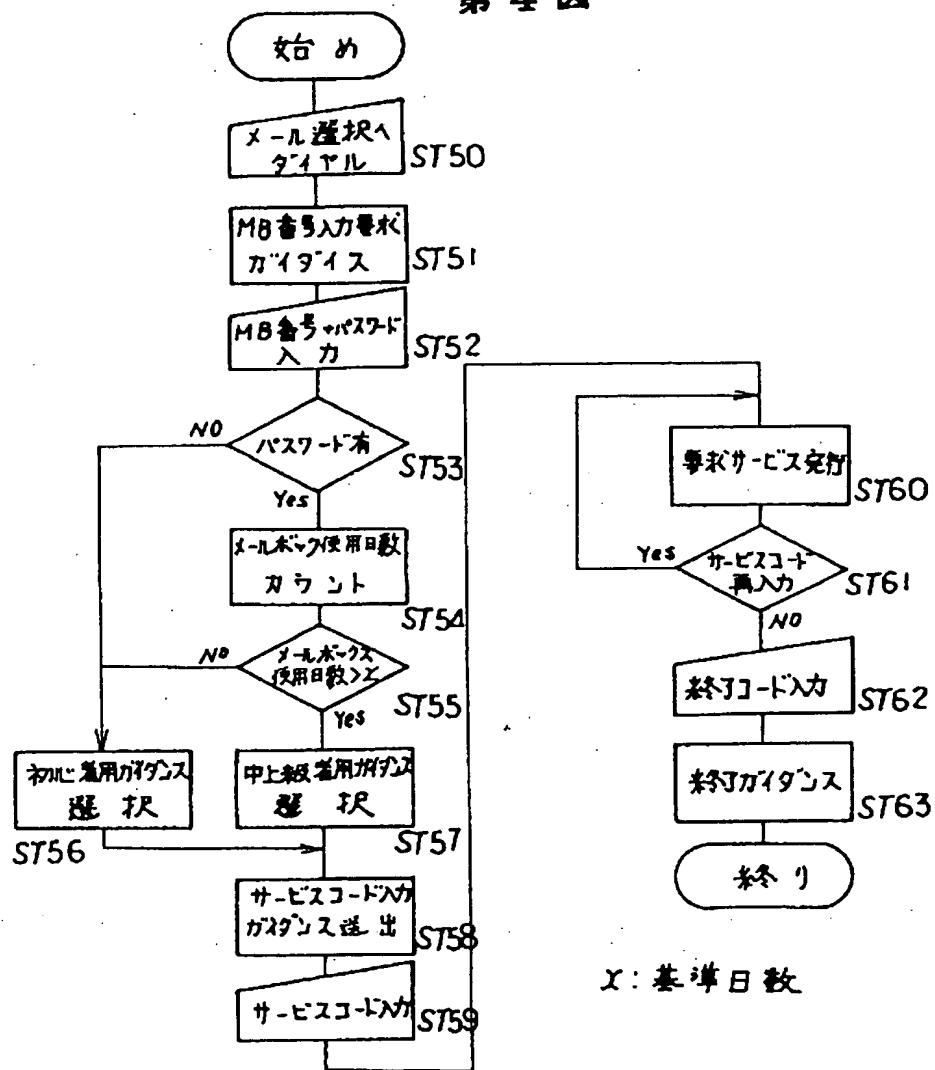 始め
メール選択へ
ダイヤル
ST50
MB番号入力要求
ガイダイス
ST51
MB番号+パスワード
入力
ST52
パスワード有
ST53
NO
Yes
メールボックス使用日数
カウント
ST54
メールボックス
使用日数>x
ST55
NO
Yes
初心者用ガイダンス
選択
ST56
中上級者用ガイダンス
選択
ST57
サービスコード入力
ガイダンス送出
ST58
サービスコード入力
ST59
要求サービス実行
ST60
サービスコード
再入力
ST61
Yes
NO
終了コード入力
ST62
終了ガイダンス
ST63
終り
x:基準日数